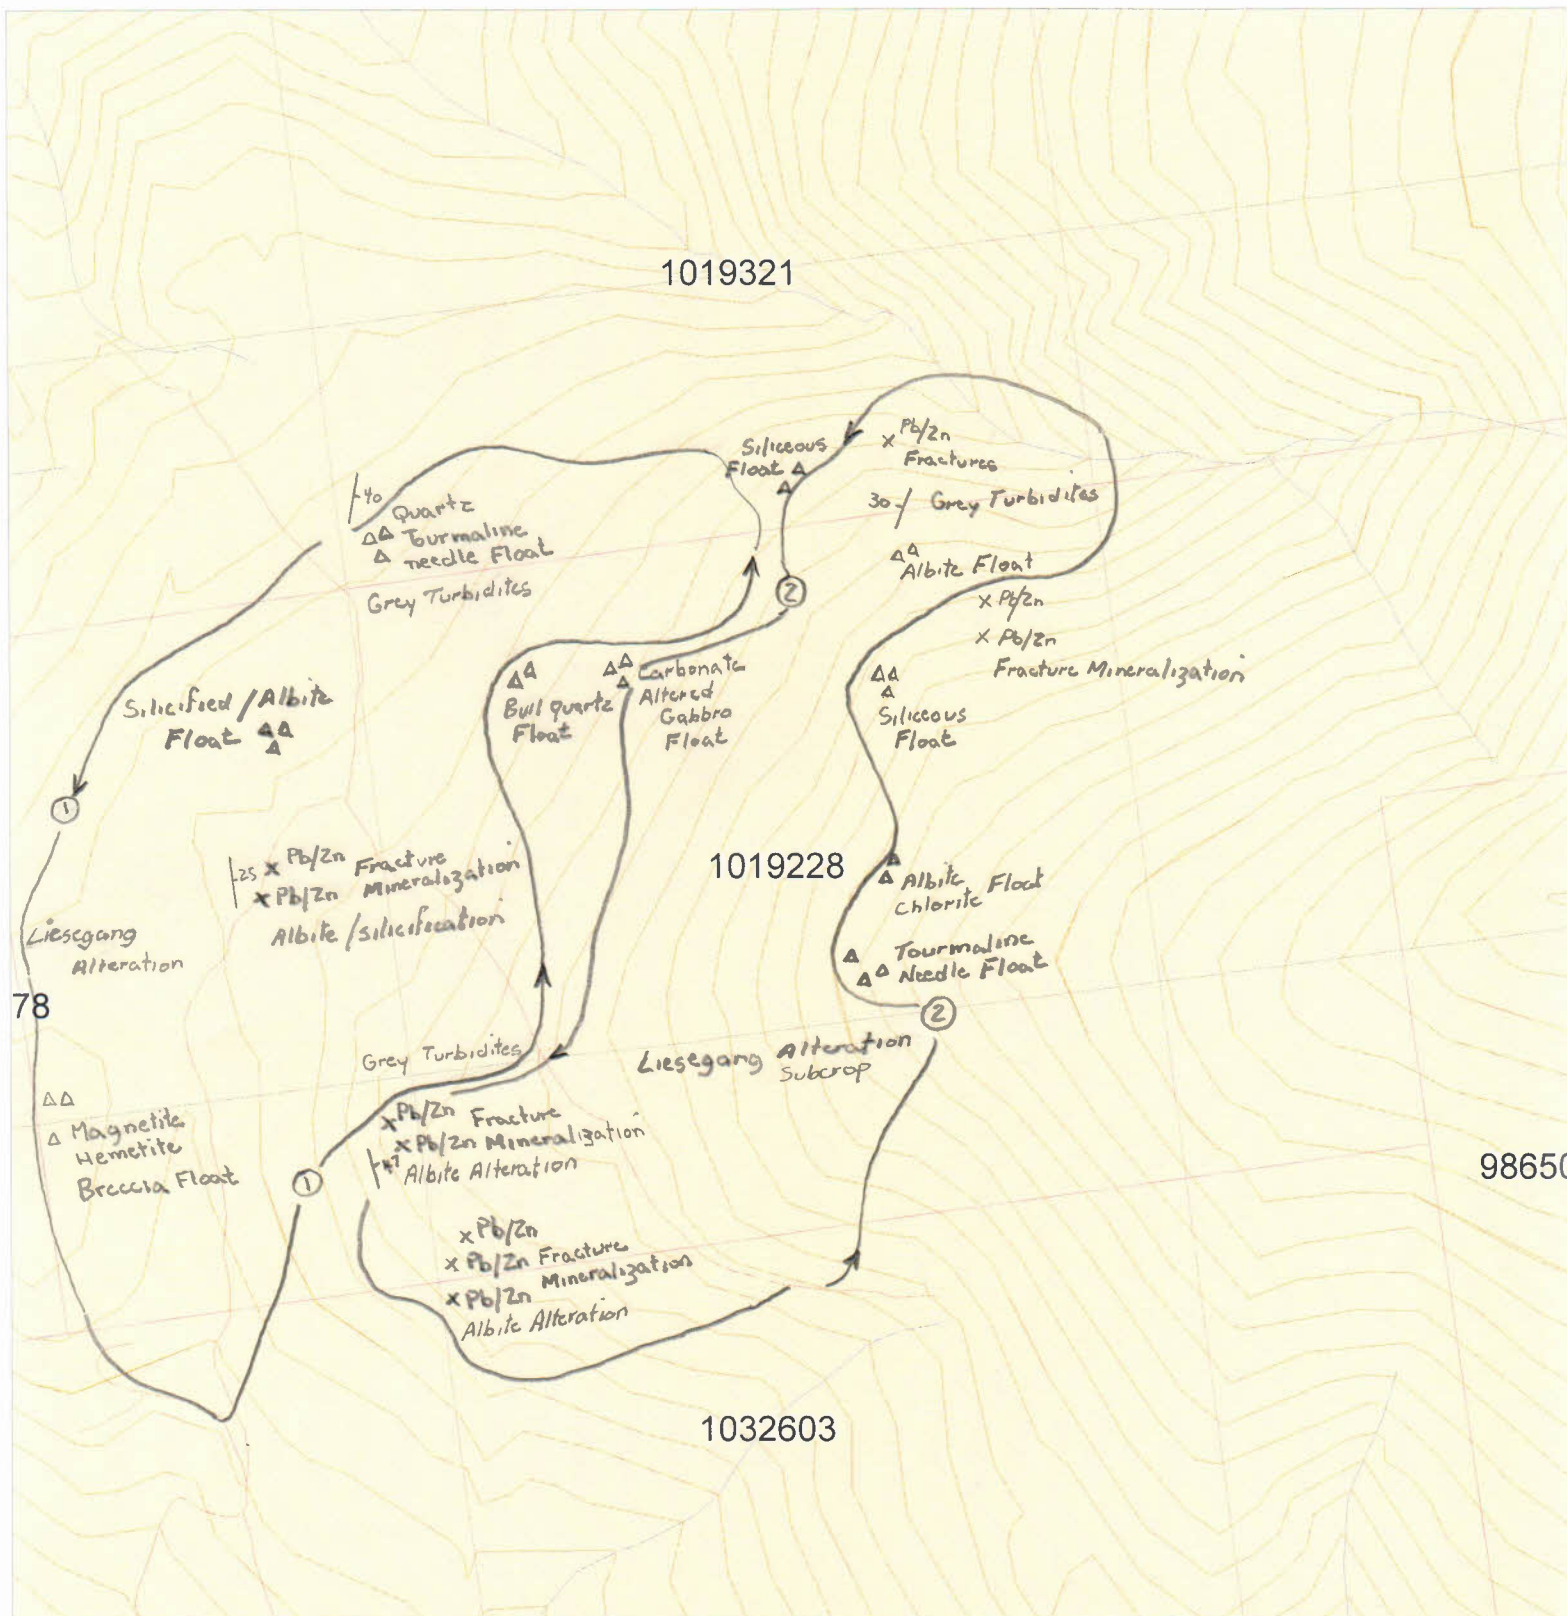 1019321
Siliceous
Float
Pb/Zn
Fractures
30
Grey Turbidites
40
Quartz
Tourmaline
needle Float
Grey Turbidites
Albite Float
2
Pb/Zn
Pb/Zn
Fracture Mineralization
Silicified / Albite
Float
Bull Quartz
Float
Carbonate
Altered
Gabbro
Float
Siliceous
Float
1
25
Pb/Zn Fracture
Pb/Zn Mineralization
Albite / silicification
1019228
Albite Float
Chlorite
Liesegang
Alteration
Tourmaline
Needle Float
78
2
Grey Turbidites
Liesegang Alteration
Subcrop
Magnetite
Hemetite
Breccia Float
Pb/Zn Fracture
Pb/Zn Mineralization
47
Albite Alteration
1
9865
Pb/Zn
Pb/Zn Fracture
Mineralization
Pb/Zn
Albite Alteration
1032603